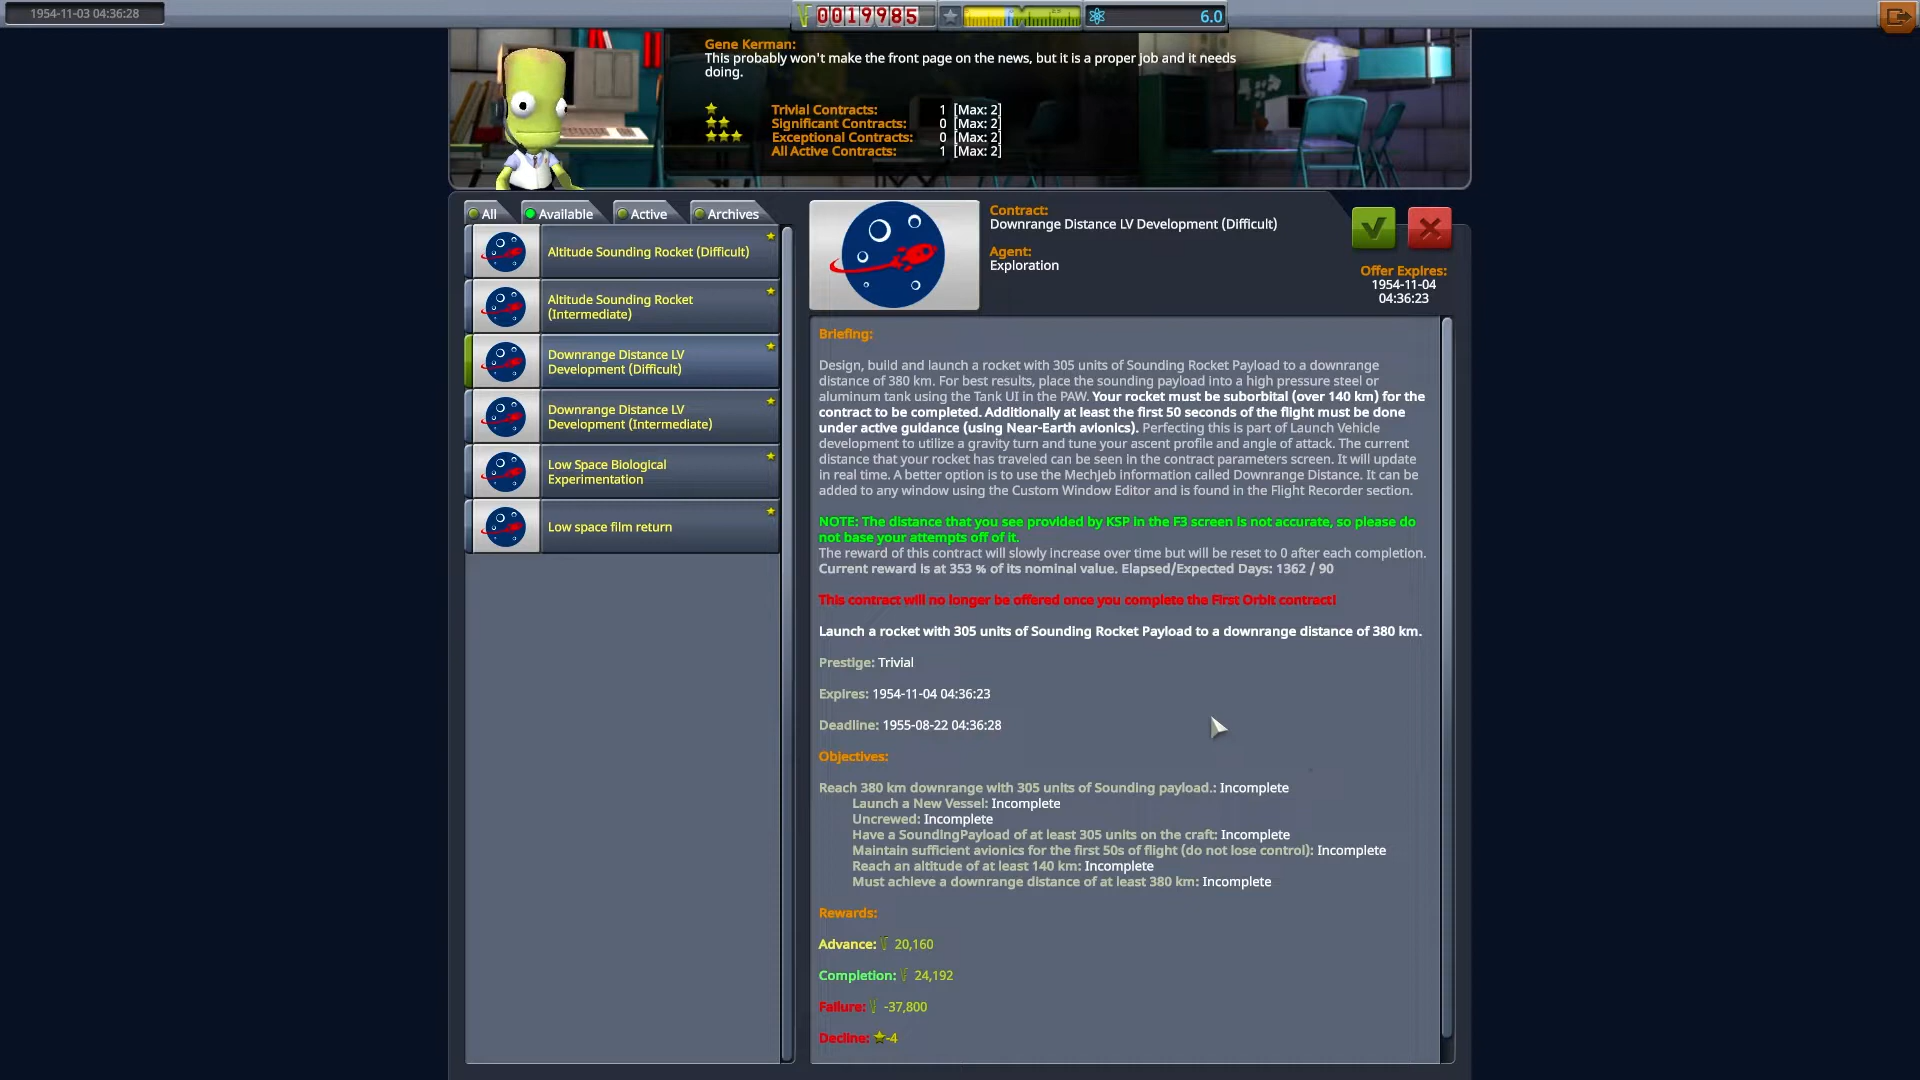 1954-11-03 04:36:28
0019985
6.0
Gene Kerman:
This probably won't make the front page on the news, but it is a proper job and it needs
doing.
Trivial Contracts: 1 [Max: 2]
Significant Contracts: 0 [Max: 2]
Exceptional Contracts: 0 [Max: 2]
All Active Contracts: 1 [Max: 2]
All Available Active Archives
Altitude Sounding Rocket (Difficult)
Altitude Sounding Rocket
(Intermediate)
Downrange Distance LV
Development (Difficult)
Downrange Distance LV
Development (Intermediate)
Low Space Biological
Experimentation
Low space film return
Contract:
Downrange Distance LV Development (Difficult)
Agent:
Exploration
Offer Expires:
1954-11-04
04:36:23
Briefing:
Design, build and launch a rocket with 305 units of Sounding Rocket Payload to a downrange
distance of 380 km. For best results, place the sounding payload into a high pressure steel or
aluminum tank using the Tank UI in the PAW. Your rocket must be suborbital (over 140 km) for the
contract to be completed. Additionally at least the first 50 seconds of the flight must be done
under active guidance (using Near-Earth avionics). Perfecting this is part of Launch Vehicle
development to utilize a gravity turn and tune your ascent profile and angle of attack. The current
distance that your rocket has traveled can be seen in the contract parameters screen. It will update
in real time. A better option is to use the MechJeb information called Downrange Distance. It can be
added to any window using the Custom Window Editor and is found in the Flight Recorder section.
NOTE: The distance that you see provided by KSP in the F3 screen is not accurate, so please do
not base your attempts off of it.
The reward of this contract will slowly increase over time but will be reset to 0 after each completion.
Current reward is at 353 % of its nominal value. Elapsed/Expected Days: 1362 / 90
This contract will no longer be offered once you complete the First Orbit contract!
Launch a rocket with 305 units of Sounding Rocket Payload to a downrange distance of 380 km.
Prestige: Trivial
Expires: 1954-11-04 04:36:23
Deadline: 1955-08-22 04:36:28
Objectives:
Reach 380 km downrange with 305 units of Sounding payload.: Incomplete
Launch a New Vessel: Incomplete
Uncrewed: Incomplete
Have a SoundingPayload of at least 305 units on the craft: Incomplete
Maintain sufficient avionics for the first 50s of flight (do not lose control): Incomplete
Reach an altitude of at least 140 km: Incomplete
Must achieve a downrange distance of at least 380 km: Incomplete
Rewards:
Advance: 20,160
Completion: 24,192
Failure: -37,800
Decline: -4